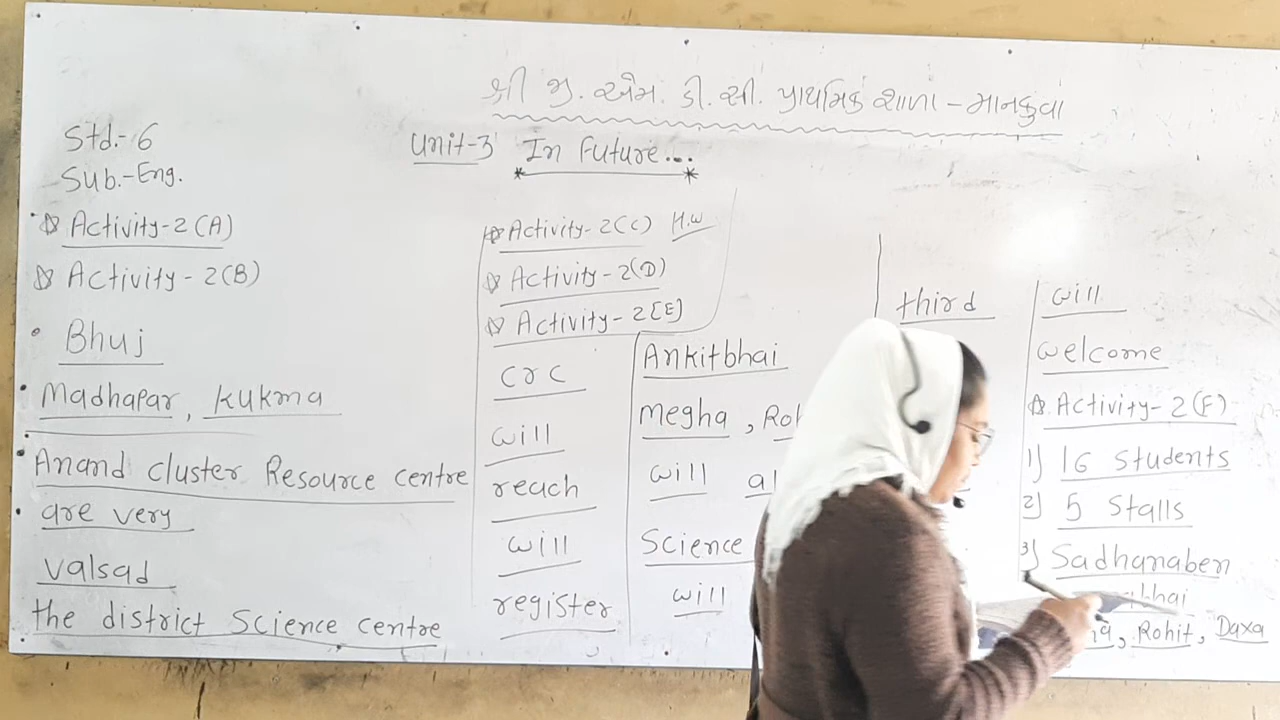 શ્રી જી. એમ. ડી. સી. પ્રાથમિક શાળા - માનકુવા
Std.- 6
Sub.-Eng.
Unit-3 In Future...
Activity-2(A)
Activity-2(B)
Bhuj
Madhapar, kukma
Anand cluster Resource centre
are very
valsad
the district Science centre
Activity-2(C) H.W
Activity-2(D)
Activity-2[E]
crc
will
reach
will
register
Ankitbhai
megha,
will
Science
will
third
will
welcome
Activity-2(F)
1) 16 Students
2) 5 Stalls
3) Sadhanaben
Rohit, Daxa